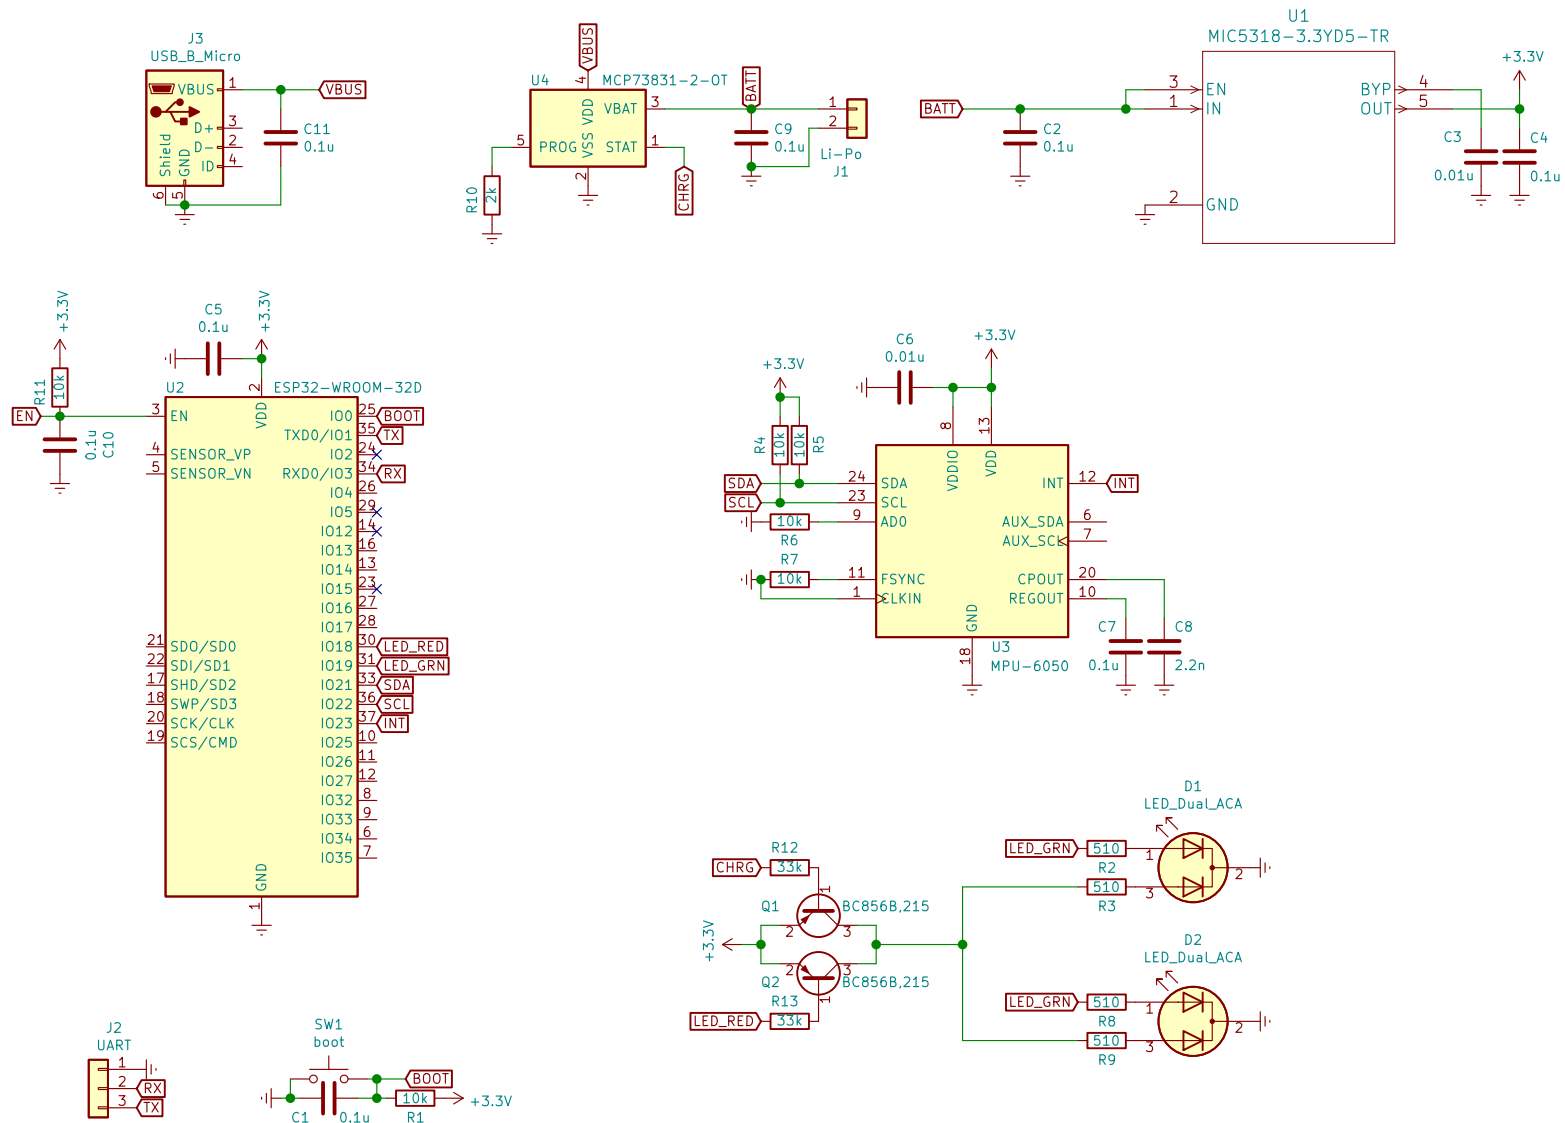 J3
USB_B_Micro
VBUS
1
D+
3
D-
2
ID
4
Shield
GND
6
5
VBUS
C11
0.1u
VBUS
4
U4
MCP73831-2-OT
VDD
VBAT
3
5
PROG
VSS
STAT
1
2
R10
2k
CHRG
BATT
C9
0.1u
1
2
Li-Po
J1
BATT
C2
0.1u
U1
MIC5318-3.3YD5-TR
3
EN
1
IN
BYP
4
OUT
5
2
GND
+3.3V
C3
0.01u
C4
0.1u
+3.3V
R11
10k
EN
0.1u
C10
C5
0.1u
+3.3V
U2
ESP32-WROOM-32D
2
VDD
3
EN
4
SENSOR_VP
5
SENSOR_VN
21
SDO/SD0
22
SDI/SD1
17
SHD/SD2
18
SWP/SD3
20
SCK/CLK
19
SCS/CMD
IO0
25
BOOT
TXD0/IO1
35
TX
IO2
24
RXD0/IO3
34
RX
IO4
26
IO5
29
IO12
14
IO13
16
IO14
13
IO15
23
IO16
27
IO17
28
IO18
30
LED_RED
IO19
31
LED_GRN
IO21
33
SDA
IO22
36
SCL
IO23
37
INT
IO25
10
IO26
11
IO27
12
IO32
8
IO33
9
IO34
6
IO35
7
GND
1
+3.3V
C6
0.01u
+3.3V
R4
10k
10k
R5
SDA
SCL
10k
R6
R7
10k
8
13
VDDIO
VDD
24
SDA
23
SCL
9
AD0
11
FSYNC
1
CLKIN
INT
12
INT
AUX_SDA
6
AUX_SCL
7
CPOUT
20
REGOUT
10
GND
18
U3
MPU-6050
C7
0.1u
C8
2.2n
R12
CHRG
33k
1
Q1
BC856B,215
2
3
+3.3V
2
3
Q2
BC856B,215
R13
1
LED_RED
33k
D1
LED_Dual_ACA
LED_GRN
510
1
R2
510
3
R3
2
D2
LED_Dual_ACA
LED_GRN
510
1
R8
510
3
R9
2
J2
UART
1
2
RX
3
TX
SW1
boot
BOOT
C1
0.1u
10k
R1
+3.3V